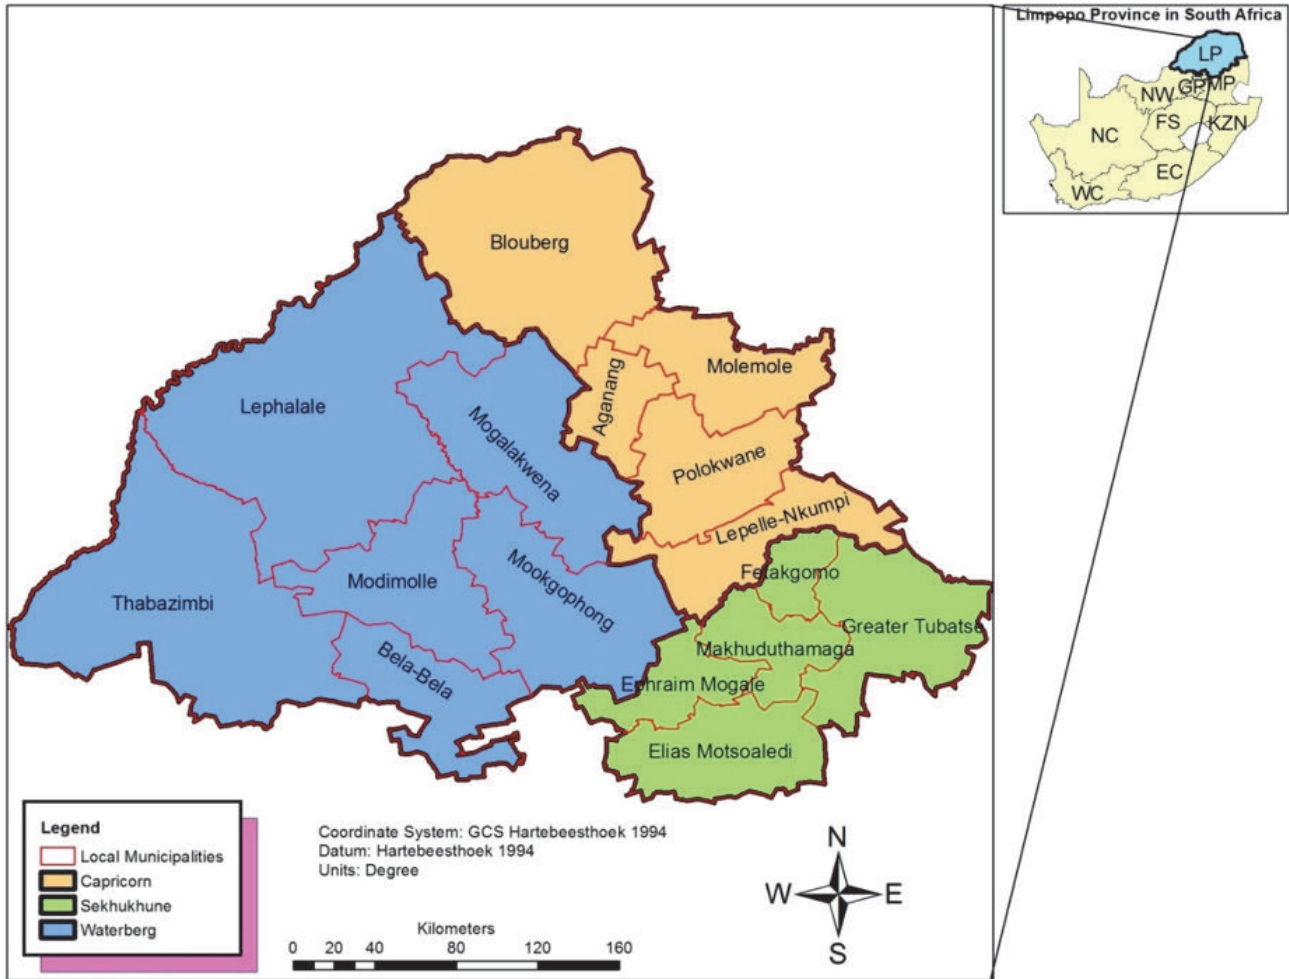 Limpopo Province in South Africa
LP
NW
GP
MP
NC
FS
KZN
EC
WC
Blouberg
Molemole
Aganang
Lephalale
Mogalakwena
Polokwane
Lepelle-Nkumpi
Fetakgomo
Modimolle
Mookgophong
Thabazimbi
Greater Tubatse
Makhuduthamaga
Bela-Bela
Ephraim Mogale
Elias Motsoaledi
Legend
Local Municipalities
Capricorn
Sekhukhune
Waterberg
Coordinate System: GCS Hartebeesthoek 1994
Datum: Hartebeesthoek 1994
Units: Degree
Kilometers
0 20 40 80 120 160
N
W E
S